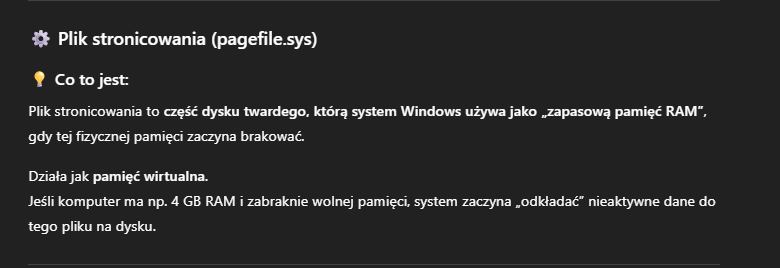 ⚙️ Plik stronicowania (pagefile.sys)
💡 Co to jest:
Plik stronicowania to część dysku twardego, którą system Windows używa jako „zapasową pamięć RAM”,
gdy tej fizycznej pamięci zaczyna brakować.
Działa jak pamięć wirtualna.
Jeśli komputer ma np. 4 GB RAM i zabraknie wolnej pamięci, system zaczyna „odkładać” nieaktywne dane do
tego pliku na dysku.